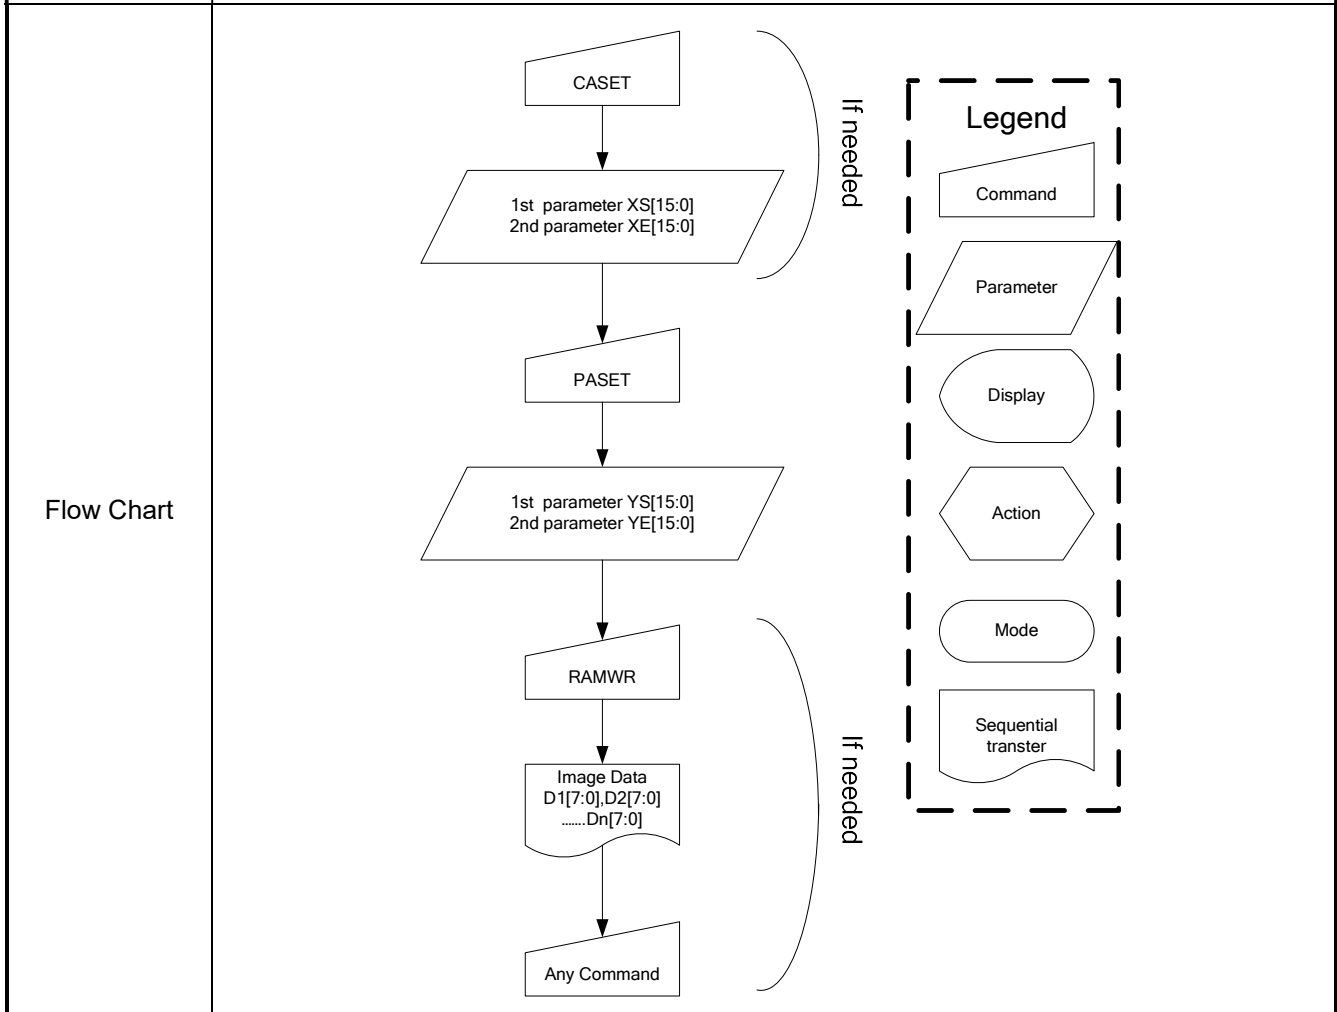 Flow Chart
CASET
1st  parameter XS[15:0]
2nd parameter XE[15:0]
If needed
PASET
1st  parameter YS[15:0]
2nd parameter YE[15:0]
RAMWR
Image Data
D1[7:0],D2[7:0]
.......Dn[7:0]
Any Command
If needed
Legend
Command
Parameter
Display
Action
Mode
Sequential
transter